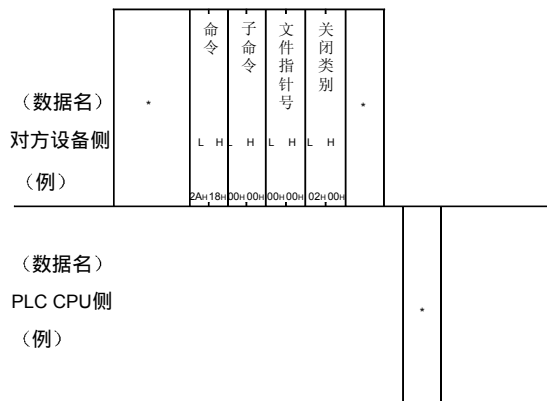 命令 子命令 文件指针号 关闭类别
（数据名） * *
对方设备侧 L H L H L H L H
（例）
2AH 18H 00H 00H 00H 00H 02H 00H
（数据名）
PLC CPU侧 *
（例）